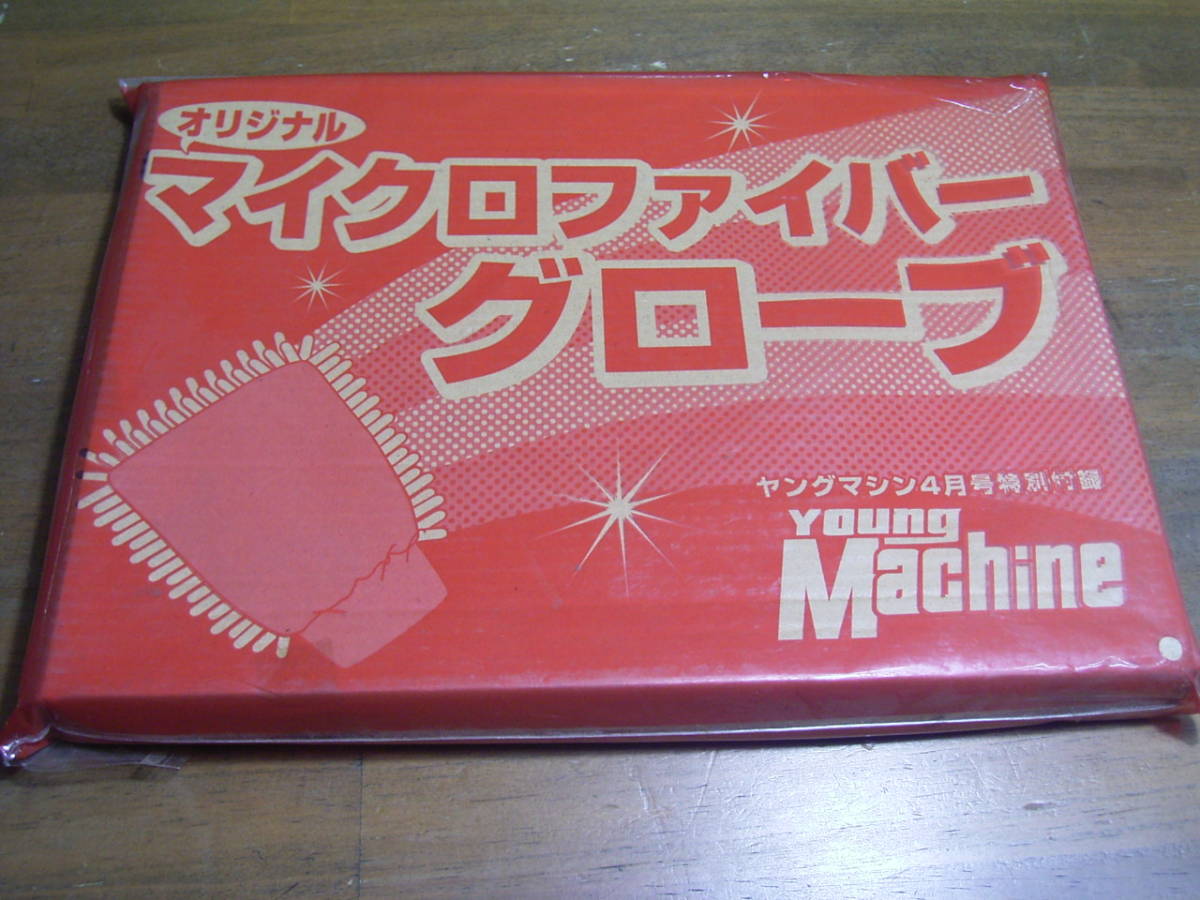 オリジナル
マイクロファイバー
グローブ
ヤングマシン4月号特別付録
Young
Machine